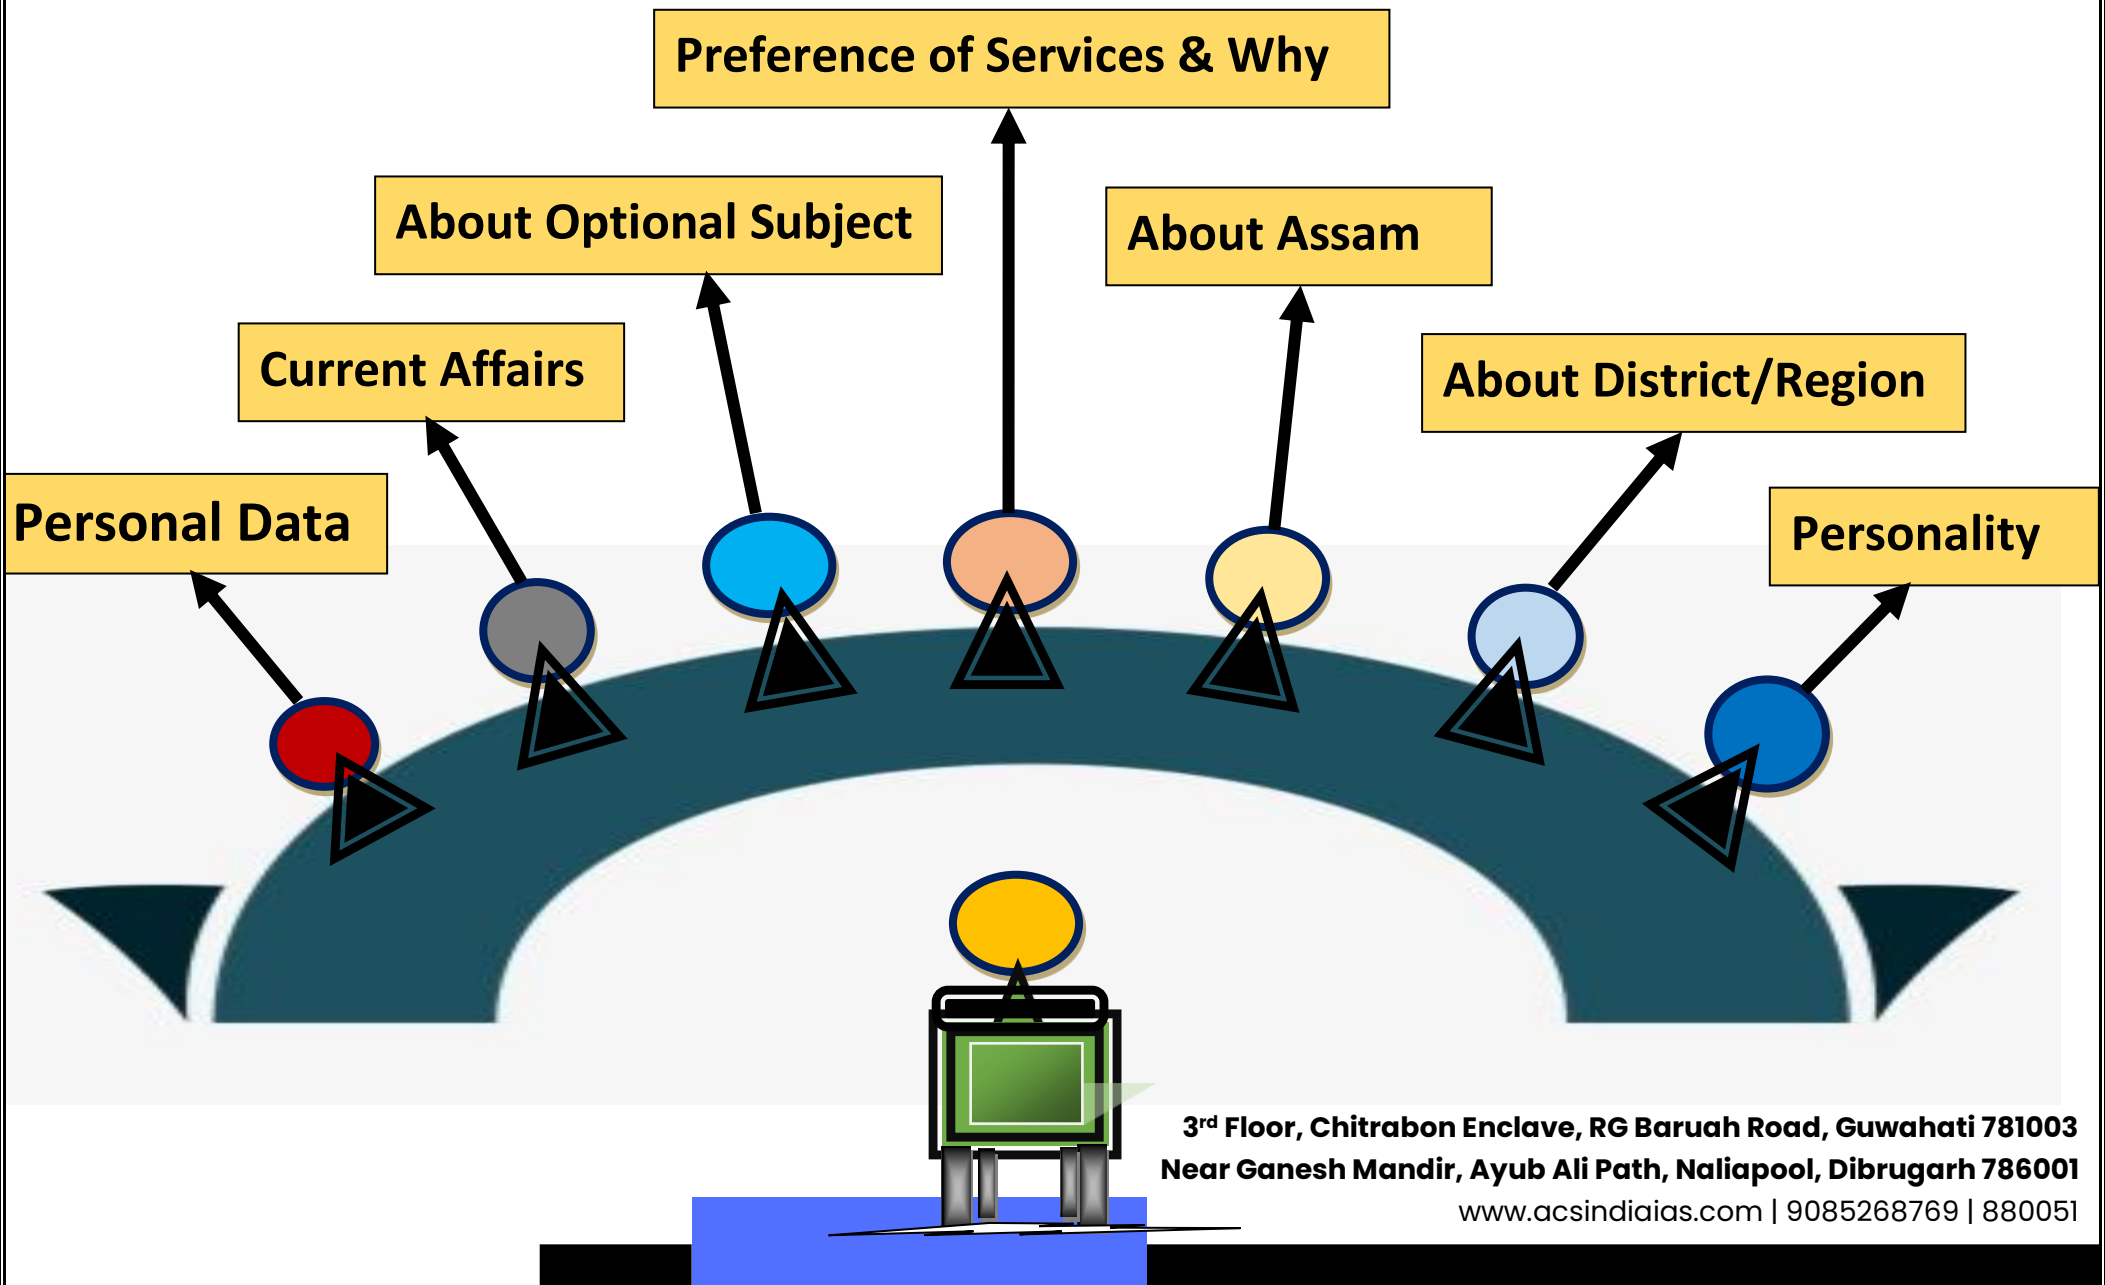 Preference of Services & Why
About Optional Subject
About Assam
Current Affairs
About District/Region
Personal Data
Personality
3rd Floor, Chitrabon Enclave, RG Baruah Road, Guwahati 781003
Near Ganesh Mandir, Ayub Ali Path, Naliapool, Dibrugarh 786001
www.acsindiaias.com | 9085268769 | 880051